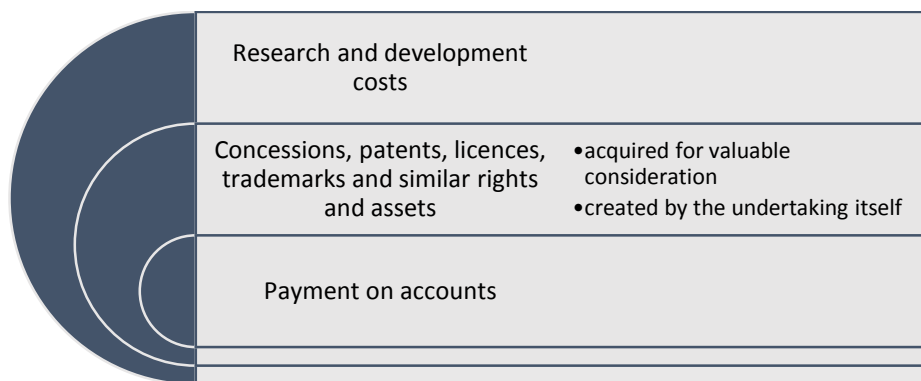 Research and development
costs
Concessions, patents, licences,
trademarks and similar rights
and assets
•acquired for valuable
consideration
•created by the undertaking itself
Payment on accounts